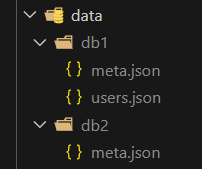 data
db1
{ } meta.json
{ } users.json
db2
{ } meta.json